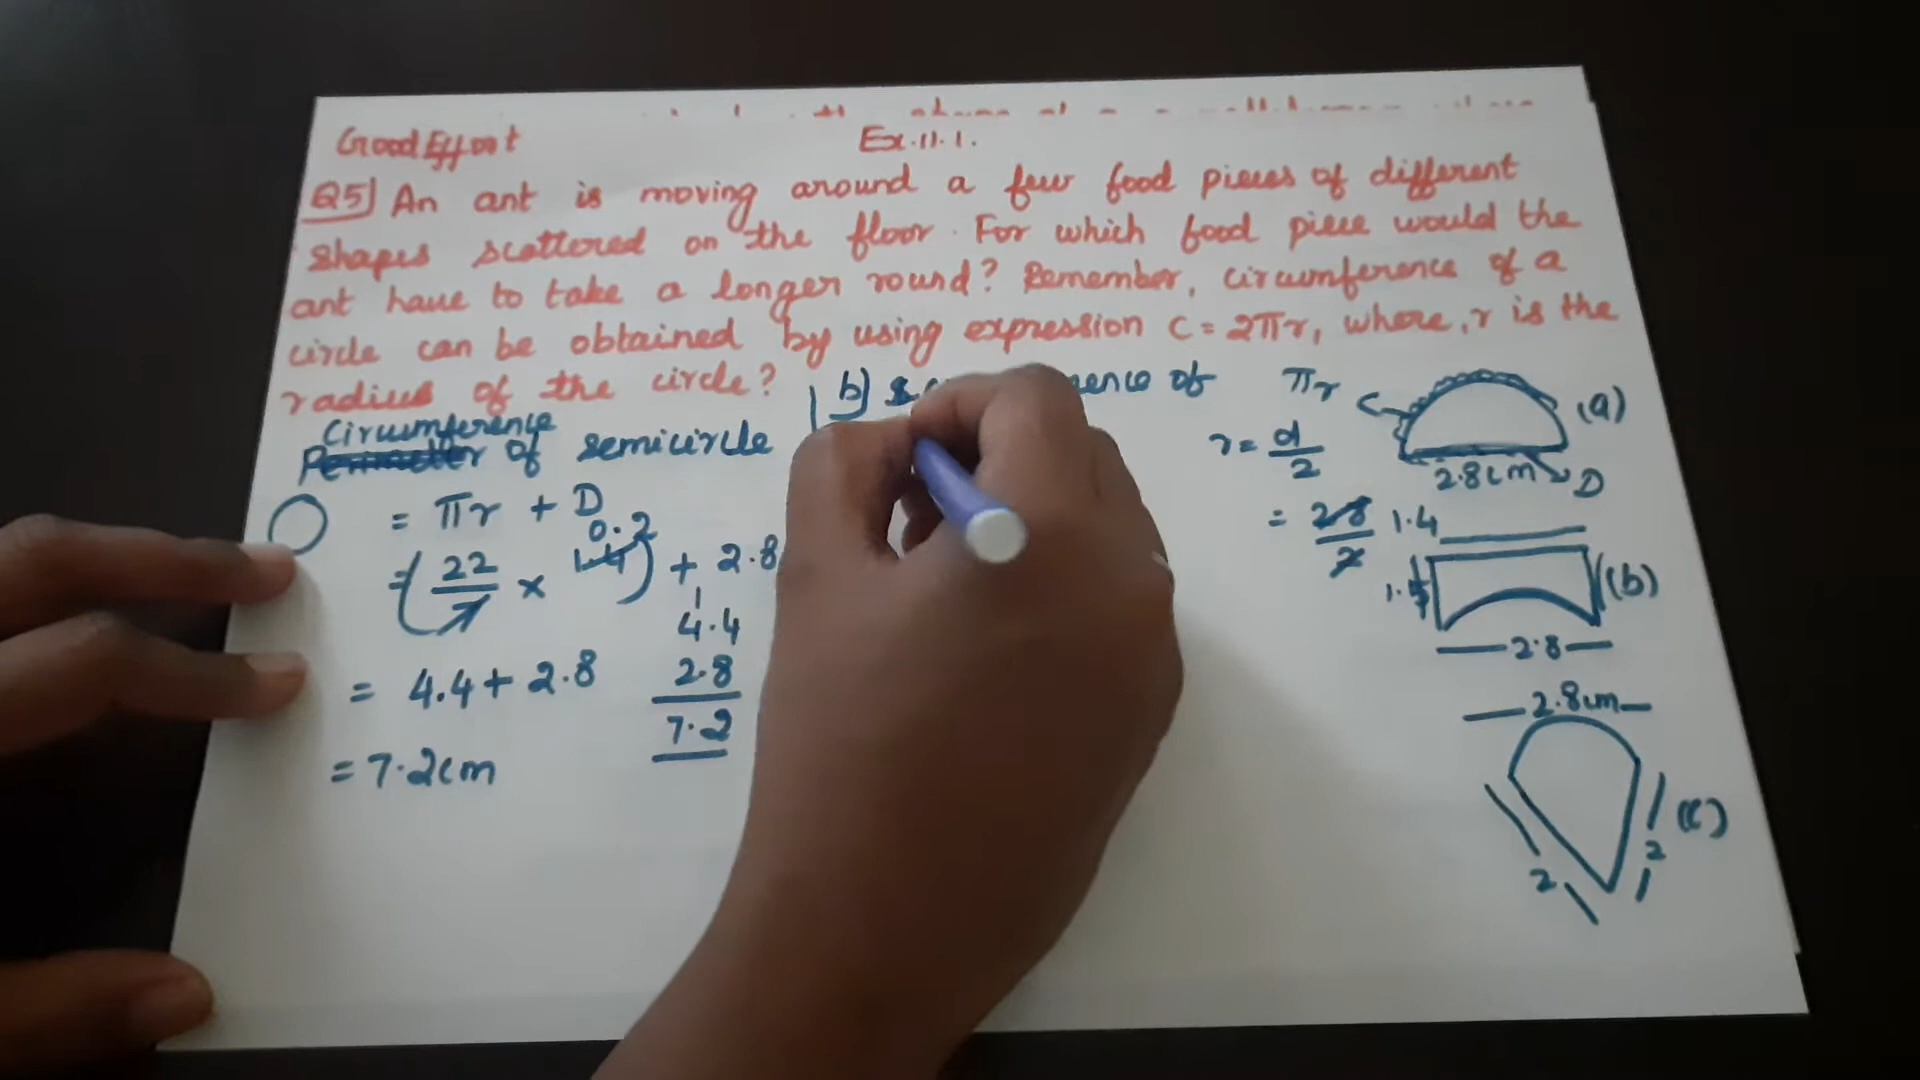 Good Effort
Ex.11.1.
Q5) An ant is moving around a few food pieces of different
shapes scattered on the floor. For which food piece would the
ant have to take a longer round? Remember, circumference of a
circle can be obtained by using expression C = 2πr, where, r is the
radius of the circle?
Circumference
of semicircle
= πr + D
0.2
= (22/7 × 1.4) + 2.8
= 4.4 + 2.8
= 7.2cm
1
4.4
2.8
7.2
b)
of
πr
r = d/2
= 2.8/2 1.4
C
(a)
2.8cm
D
(b)
2.8
2.8cm
(c)
2
2